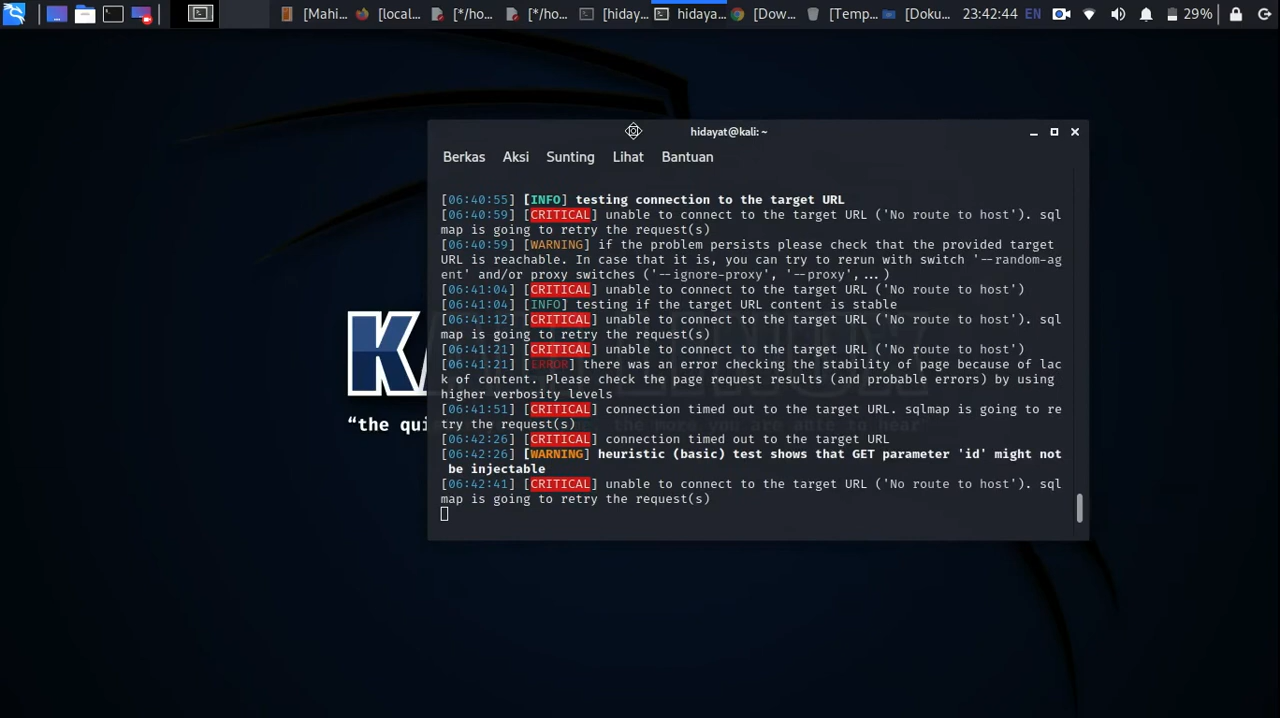 [Mahi...
[local...
[*/ho...
[*/ho...
[hiday...
hidaya...
[Dow...
[Temp...
[Doku...
23:42:44
EN
29%
hidayat@kali: ~
Berkas Aksi Sunting Lihat Bantuan
[06:40:55] [INFO] testing connection to the target URL
[06:40:59] [CRITICAL] unable to connect to the target URL ('No route to host'). sql
map is going to retry the request(s)
[06:40:59] [WARNING] if the problem persists please check that the provided target
URL is reachable. In case that it is, you can try to rerun with switch '--random-ag
ent' and/or proxy switches ('--ignore-proxy', '--proxy',...)
[06:41:04] [CRITICAL] unable to connect to the target URL ('No route to host')
[06:41:04] [INFO] testing if the target URL content is stable
[06:41:12] [CRITICAL] unable to connect to the target URL ('No route to host'). sql
map is going to retry the request(s)
[06:41:21] [CRITICAL] unable to connect to the target URL ('No route to host')
[06:41:21] [ERROR] there was an error checking the stability of page because of lac
k of content. Please check the page request results (and probable errors) by using
higher verbosity levels
[06:41:51] [CRITICAL] connection timed out to the target URL. sqlmap is going to re
try the request(s)
[06:42:26] [CRITICAL] connection timed out to the target URL
[06:42:26] [WARNING] heuristic (basic) test shows that GET parameter 'id' might not
be injectable
[06:42:41] [CRITICAL] unable to connect to the target URL ('No route to host'). sql
map is going to retry the request(s)
K
"the qui
the more you are able to hear"